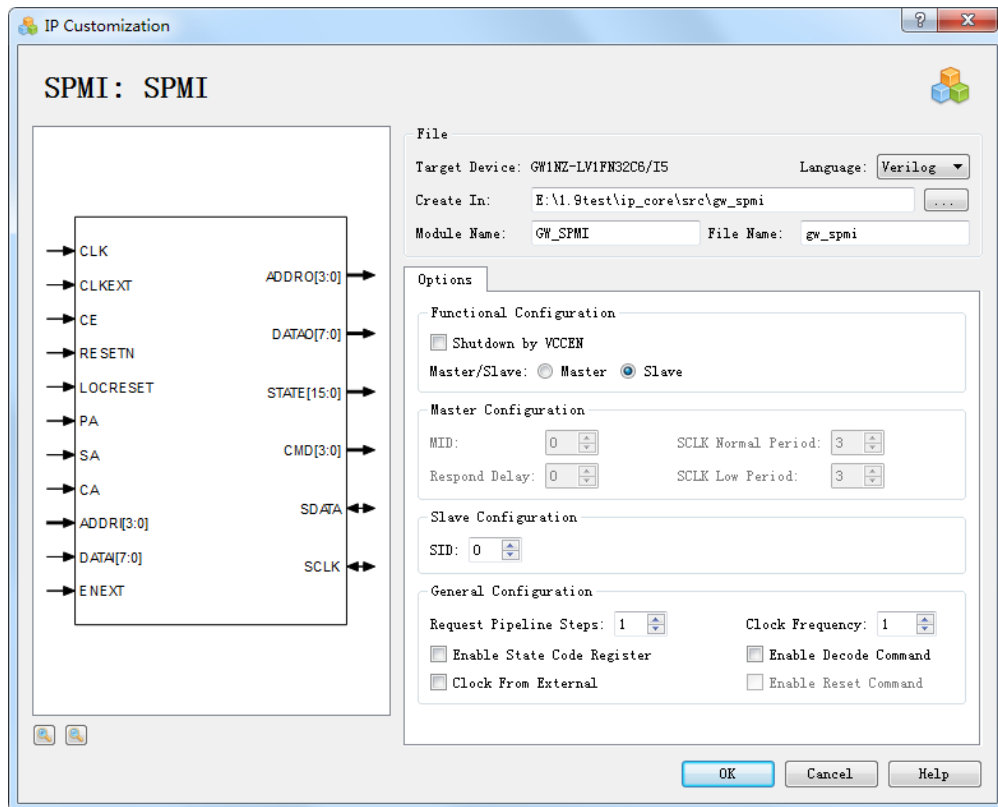 IP Customization
SPMI: SPMI
CLK
CLKEXT
CE
RESETN
LOCRESET
PA
SA
CA
ADDRI[3:0]
DATAI[7:0]
ENEXT
ADDRO[3:0]
DATAO[7:0]
STATE[15:0]
CMD[3:0]
SDATA
SCLK
File
Target Device: GW1NZ-LV1FN32C6/I5 Language: Verilog
Create In: E:\1.9test\ip_core\src\gw_spmi ...
Module Name: GW_SPMI File Name: gw_spmi
Options
Functional Configuration
Shutdown by VCCEN
Master/Slave: Master Slave
Master Configuration
MID: 0 SCLK Normal Period: 3
Respond Delay: 0 SCLK Low Period: 3
Slave Configuration
SID: 0
General Configuration
Request Pipeline Steps: 1 Clock Frequency: 1
Enable State Code Register Enable Decode Command
Clock From External Enable Reset Command
OK Cancel Help